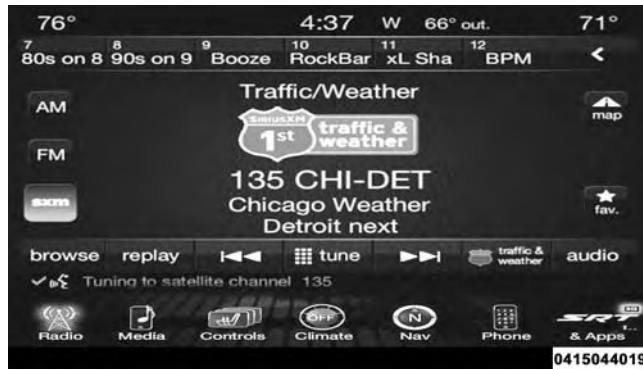 76° 4:37 W 66° out. 71°
7 8 9 10 11 12
80s on 8 90s on 9 Booze RockBar xL Sha BPM
Traffic/Weather
AM
map
SiriusXM
1st traffic & weather
FM
135 CHI-DET
sxm
Chicago Weather
fav.
Detroit next
browse replay tune traffic & weather audio
Tuning to satellite channel 135
OFF N
Radio Media Controls Climate Nav Phone SRT & Apps
0415044019